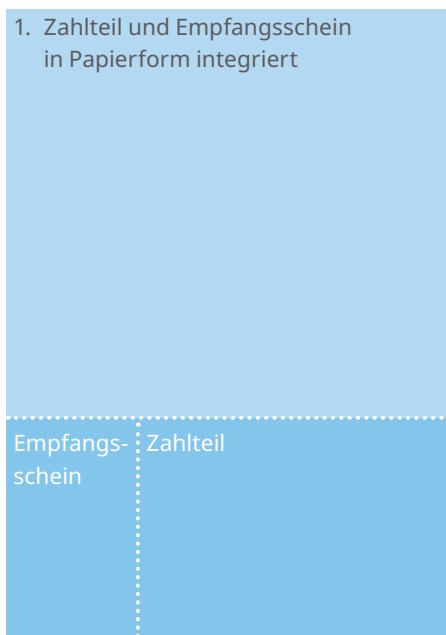 1. Zahlteil und Empfangsschein
in Papierform integriert
Empfangs-
schein
Zahlteil